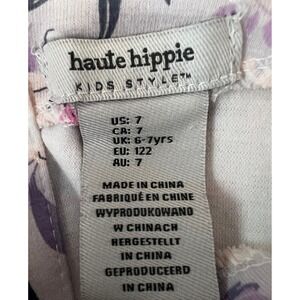 haute hippie
KIDS STYLE™
US: 7
CA: 7
UK: 6-7yrs
EU: 122
AU: 7
MADE IN CHINA
FABRIQUÉ EN CHINE
WYPRODUKOWANO
W CHINACH
HERGESTELLT
IN CHINA
GEPRODUCEERD
IN CHINA